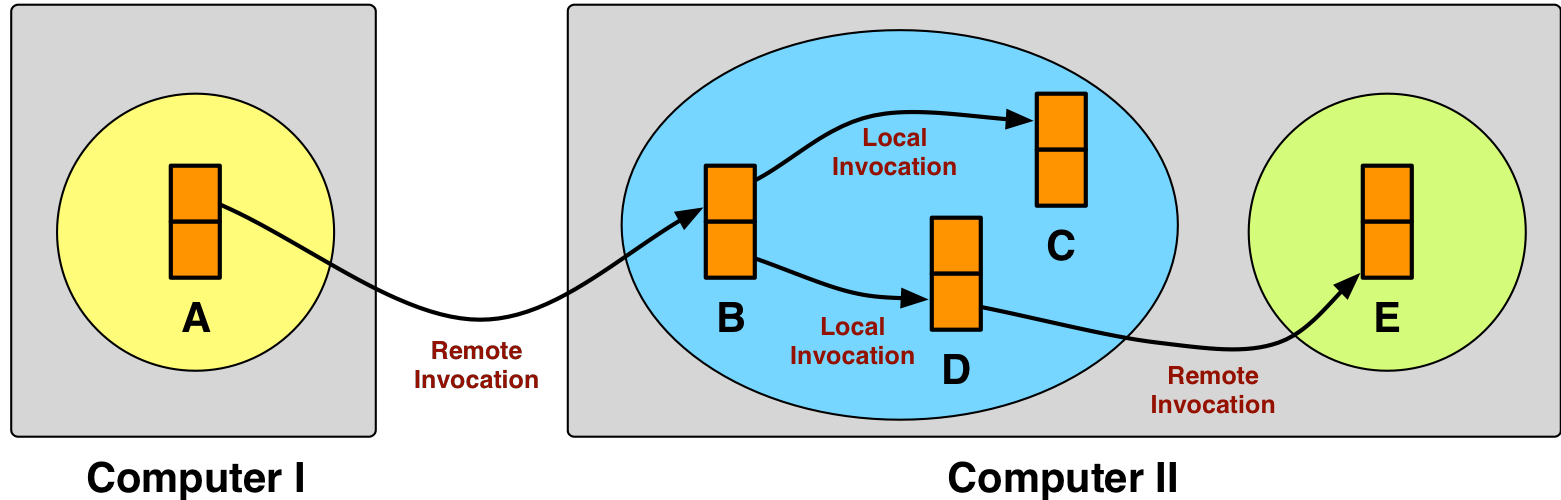 A
Remote
Invocation
B
Local
Invocation
C
Local
Invocation
D
Remote
Invocation
E
Computer I
Computer II